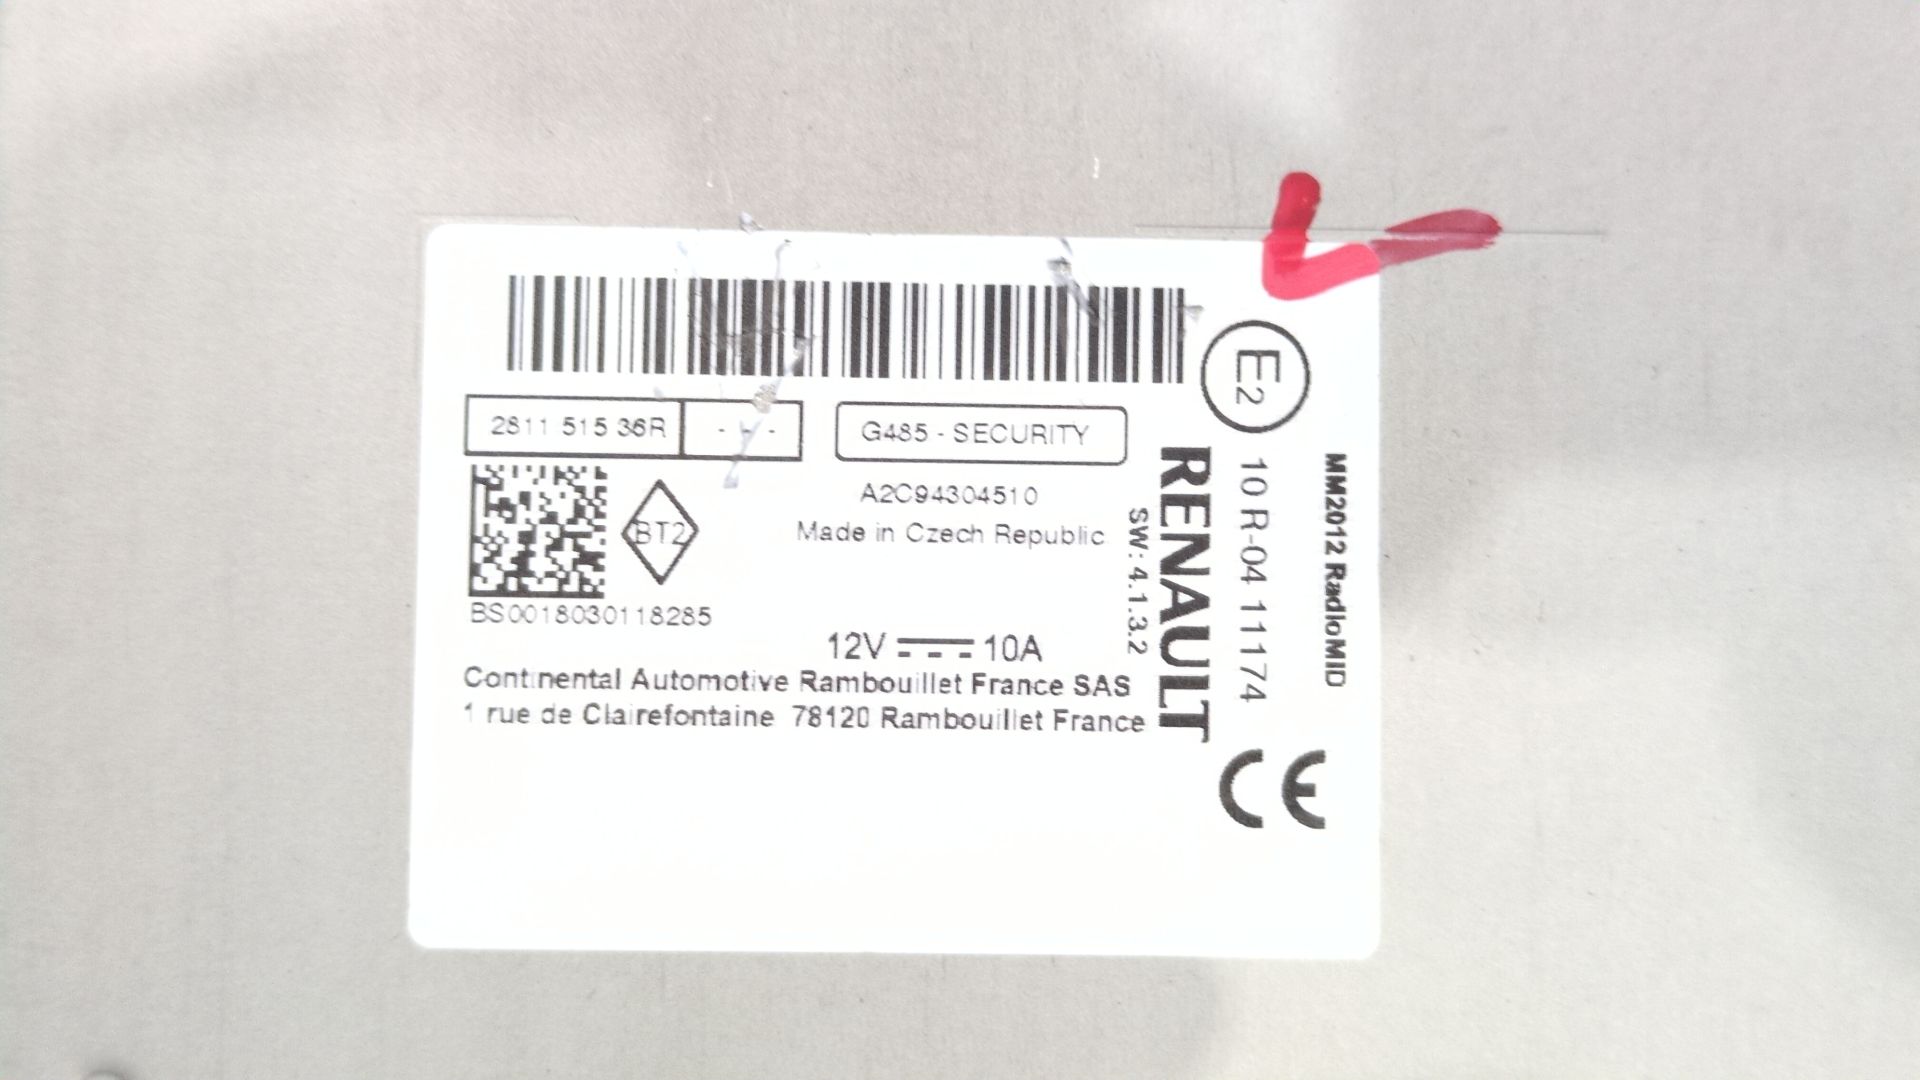 2811 515 36R
- - -
G485 - SECURITY
BT2
A2C94304510
Made in Czech Republic
BS0018030118285
12V 10A
Continental Automotive Rambouillet France SAS
1 rue de Clairefontaine 78120 Rambouillet France
SW: 4.1.3.2
RENAULT
E2
10 R-04 11174
MM2012 RadioMID
CE